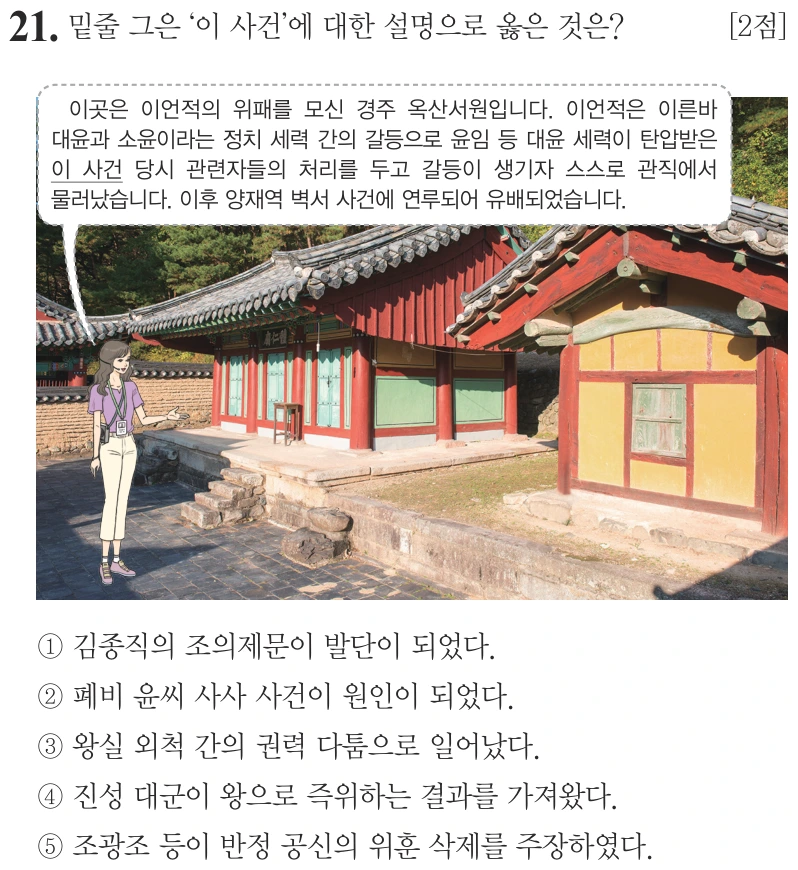 21. 밑줄 그은 ‘이 사건’에 대한 설명으로 옳은 것은? [2점]
이곳은 이언적의 위패를 모신 경주 옥산서원입니다. 이언적은 이른바
대윤과 소윤이라는 정치 세력 간의 갈등으로 윤임 등 대윤 세력이 탄압받은
이 사건 당시 관련자들의 처리를 두고 갈등이 생기자 스스로 관직에서
물러났습니다. 이후 양재역 벽서 사건에 연루되어 유배되었습니다.
① 김종직의 조의제문이 발단이 되었다.
② 폐비 윤씨 사사 사건이 원인이 되었다.
③ 왕실 외척 간의 권력 다툼으로 일어났다.
④ 진성 대군이 왕으로 즉위하는 결과를 가져왔다.
⑤ 조광조 등이 반정 공신의 위훈 삭제를 주장하였다.